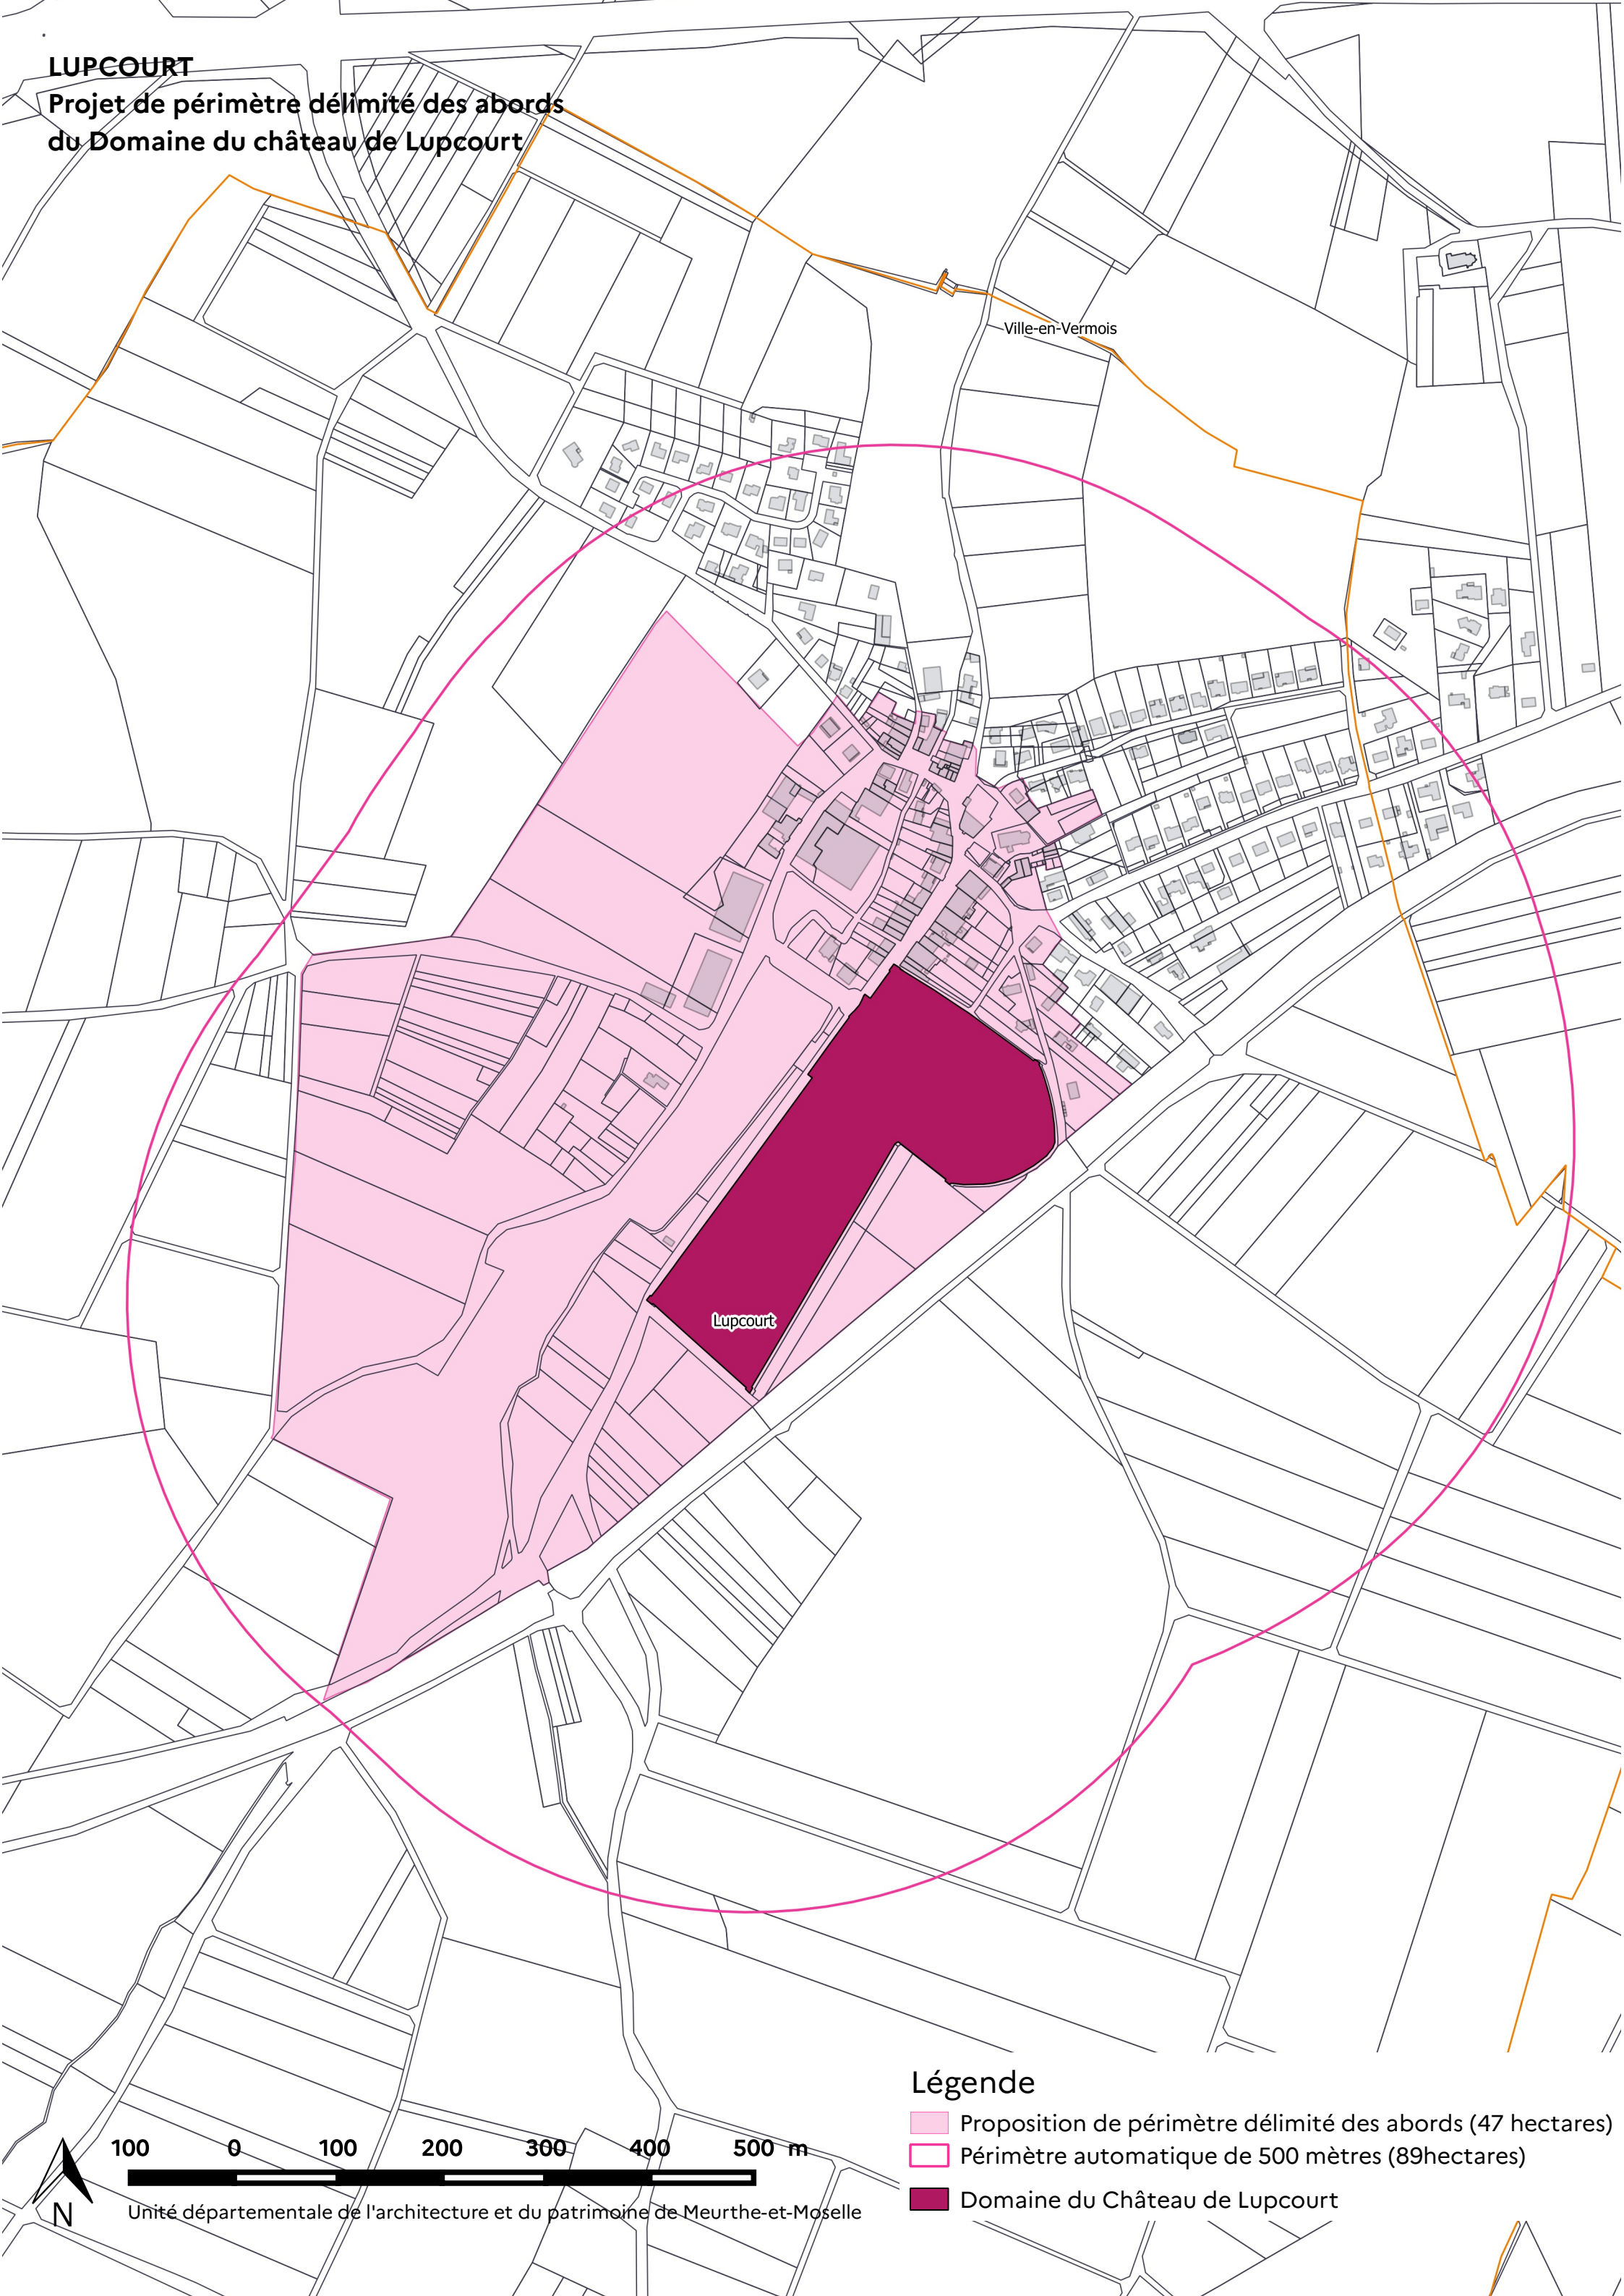 LUPCOURT
Projet de périmètre délimité des abords
du Domaine du château de Lupcourt
Ville-en-Vermois
Lupcourt
Légende
Proposition de périmètre délimité des abords (47 hectares)
Périmètre automatique de 500 mètres (89hectares)
Domaine du Château de Lupcourt
100 0 100 200 300 400 500 m
N
Unité départementale de l'architecture et du patrimoine de Meurthe-et-Moselle